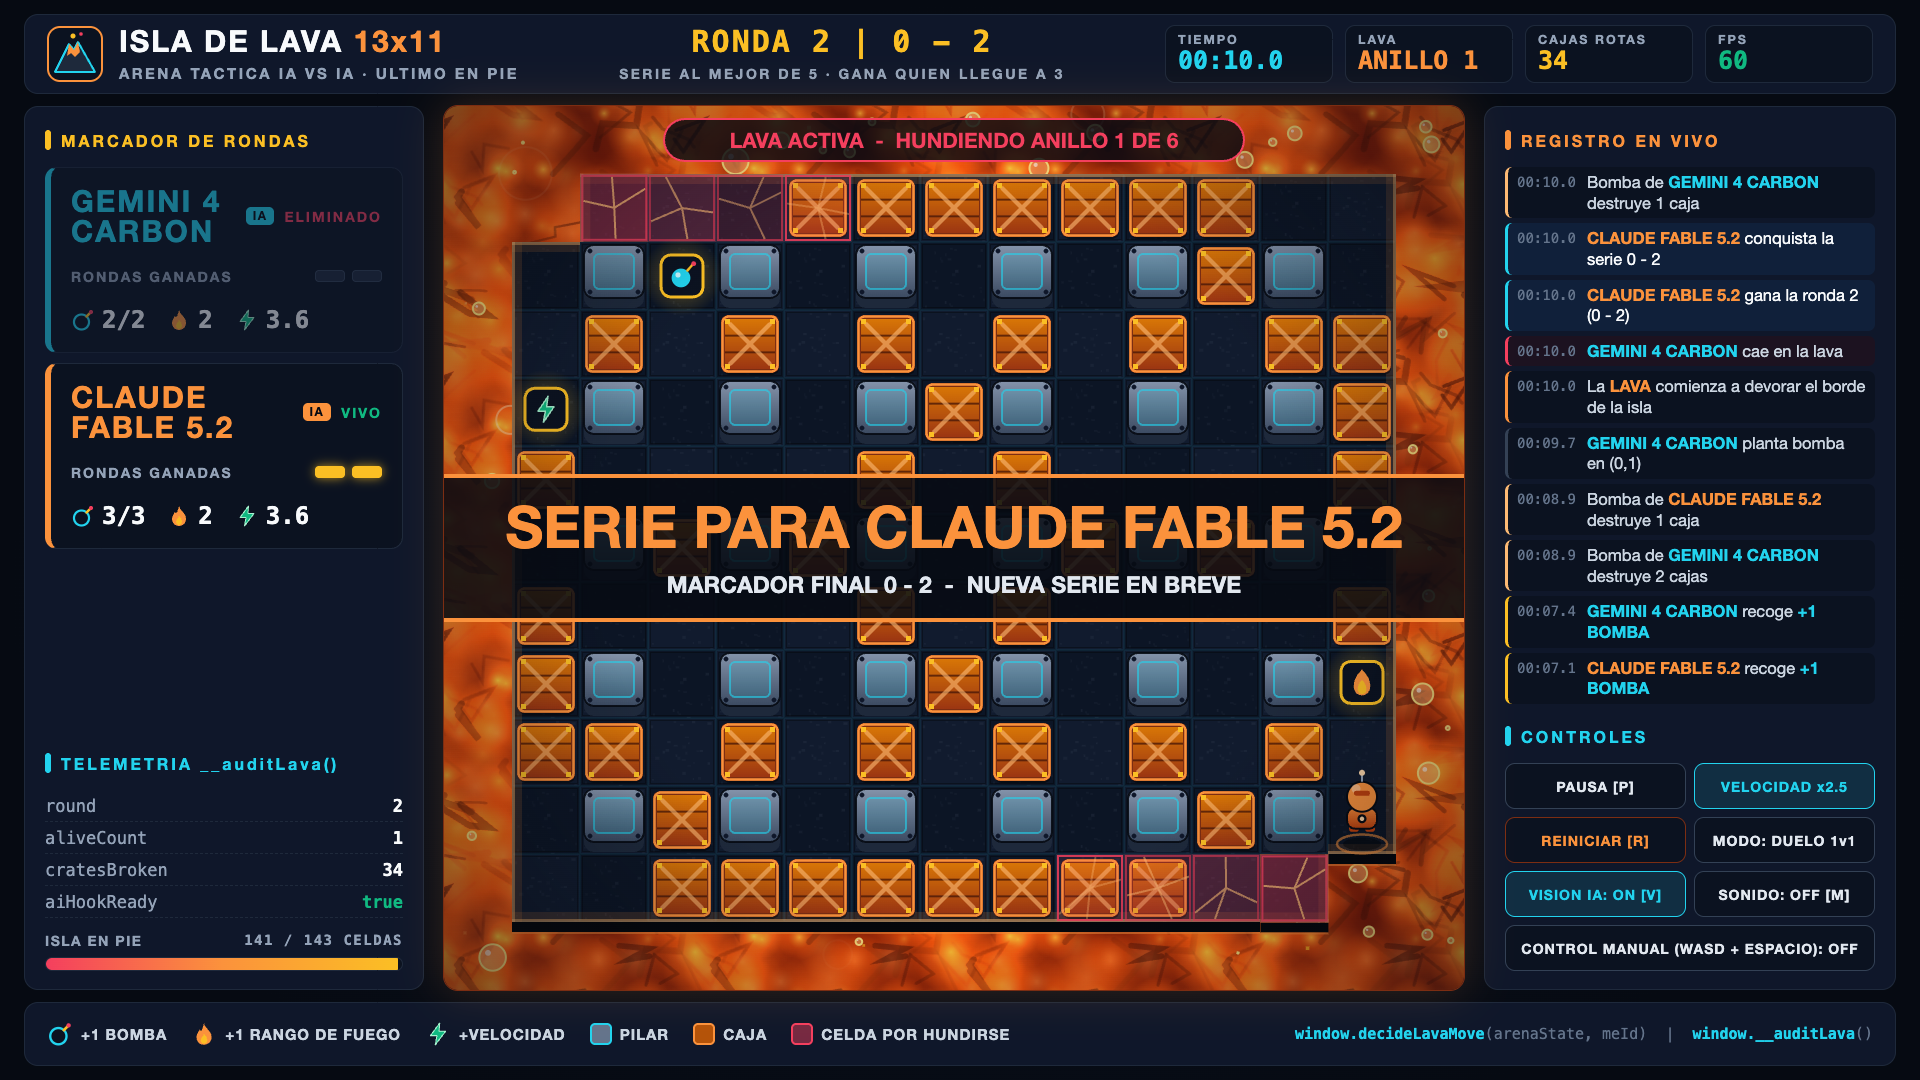 ISLA DE LAVA 13x11
ARENA TACTICA IA VS IA · ULTIMO EN PIE
RONDA 2 | 0 – 2
SERIE AL MEJOR DE 5 · GANA QUIEN LLEGUE A 3
TIEMPO
00:10.0
LAVA
ANILLO 1
CAJAS ROTAS
34
FPS
60
MARCADOR DE RONDAS
GEMINI 4
CARBON
IA ELIMINADO
RONDAS GANADAS
2/2 2 3.6
CLAUDE
FABLE 5.2
IA VIVO
RONDAS GANADAS
3/3 2 3.6
TELEMETRIA __auditLava()
round 2
aliveCount 1
cratesBroken 34
aiHookReady true
ISLA EN PIE 141 / 143 CELDAS
LAVA ACTIVA - HUNDIENDO ANILLO 1 DE 6
SERIE PARA CLAUDE FABLE 5.2
MARCADOR FINAL 0 - 2 - NUEVA SERIE EN BREVE
REGISTRO EN VIVO
00:10.0 Bomba de GEMINI 4 CARBON
destruye 1 caja
00:10.0 CLAUDE FABLE 5.2 conquista la
serie 0 - 2
00:10.0 CLAUDE FABLE 5.2 gana la ronda 2
(0 - 2)
00:10.0 GEMINI 4 CARBON cae en la lava
00:10.0 La LAVA comienza a devorar el borde
de la isla
00:09.7 GEMINI 4 CARBON planta bomba
en (0,1)
00:08.9 Bomba de CLAUDE FABLE 5.2
destruye 1 caja
00:08.9 Bomba de GEMINI 4 CARBON
destruye 2 cajas
00:07.4 GEMINI 4 CARBON recoge +1
BOMBA
00:07.1 CLAUDE FABLE 5.2 recoge +1
BOMBA
CONTROLES
PAUSA [P]
VELOCIDAD x2.5
REINICIAR [R]
MODO: DUELO 1v1
VISION IA: ON [V]
SONIDO: OFF [M]
CONTROL MANUAL (WASD + ESPACIO): OFF
+1 BOMBA
+1 RANGO DE FUEGO
+VELOCIDAD
PILAR
CAJA
CELDA POR HUNDIRSE
window.decideLavaMove(arenaState, meId) | window.__auditLava()